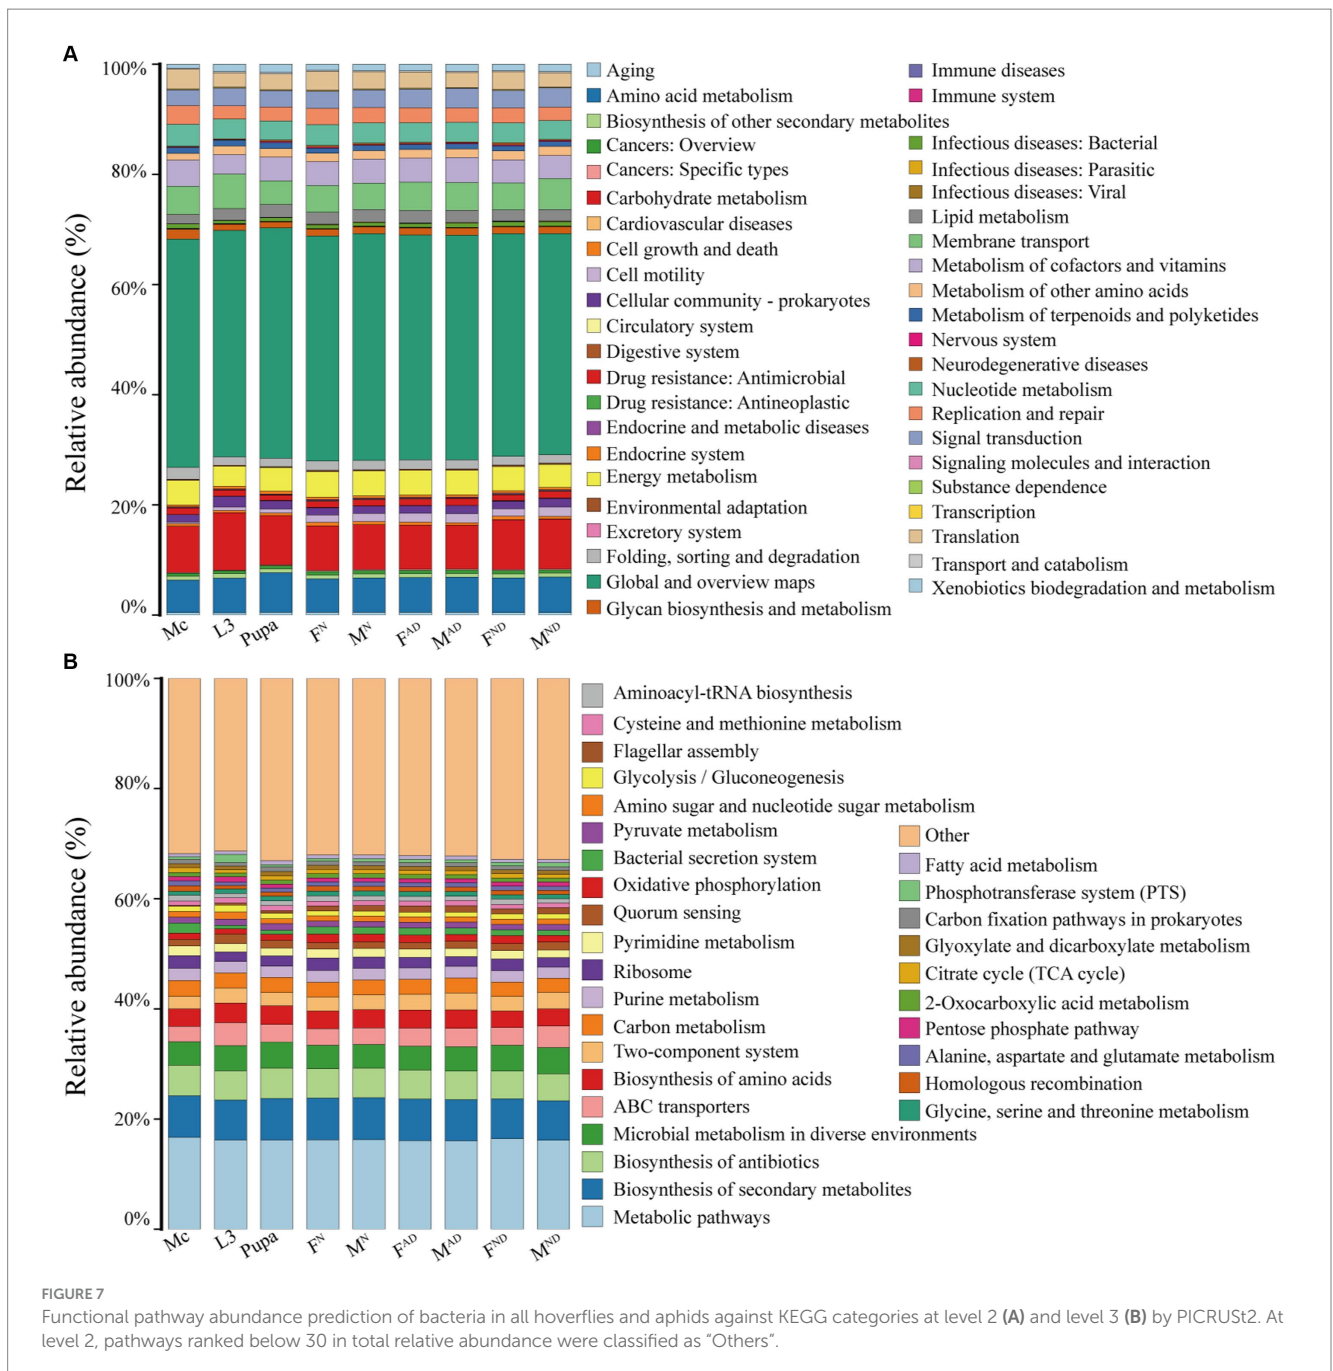 A
100%
80%
60%
40%
20%
0%
Relative abundance (%)
Mc
L3
Pupa
F^N
M^N
F^AD
M^AD
F^ND
M^ND
Aging
Amino acid metabolism
Biosynthesis of other secondary metabolites
Cancers: Overview
Cancers: Specific types
Carbohydrate metabolism
Cardiovascular diseases
Cell growth and death
Cell motility
Cellular community - prokaryotes
Circulatory system
Digestive system
Drug resistance: Antimicrobial
Drug resistance: Antineoplastic
Endocrine and metabolic diseases
Endocrine system
Energy metabolism
Environmental adaptation
Excretory system
Folding, sorting and degradation
Global and overview maps
Glycan biosynthesis and metabolism
Immune diseases
Immune system
Infectious diseases: Bacterial
Infectious diseases: Parasitic
Infectious diseases: Viral
Lipid metabolism
Membrane transport
Metabolism of cofactors and vitamins
Metabolism of other amino acids
Metabolism of terpenoids and polyketides
Nervous system
Neurodegenerative diseases
Nucleotide metabolism
Replication and repair
Signal transduction
Signaling molecules and interaction
Substance dependence
Transcription
Translation
Transport and catabolism
Xenobiotics biodegradation and metabolism
B
100%
80%
60%
40%
20%
0%
Relative abundance (%)
Mc
L3
Pupa
F^N
M^N
F^AD
M^AD
F^ND
M^ND
Aminoacyl-tRNA biosynthesis
Cysteine and methionine metabolism
Flagellar assembly
Glycolysis / Gluconeogenesis
Amino sugar and nucleotide sugar metabolism
Pyruvate metabolism
Bacterial secretion system
Oxidative phosphorylation
Quorum sensing
Pyrimidine metabolism
Ribosome
Purine metabolism
Carbon metabolism
Two-component system
Biosynthesis of amino acids
ABC transporters
Microbial metabolism in diverse environments
Biosynthesis of antibiotics
Biosynthesis of secondary metabolites
Metabolic pathways
Other
Fatty acid metabolism
Phosphotransferase system (PTS)
Carbon fixation pathways in prokaryotes
Glyoxylate and dicarboxylate metabolism
Citrate cycle (TCA cycle)
2-Oxocarboxylic acid metabolism
Pentose phosphate pathway
Alanine, aspartate and glutamate metabolism
Homologous recombination
Glycine, serine and threonine metabolism
FIGURE 7
Functional pathway abundance prediction of bacteria in all hoverflies and aphids against KEGG categories at level 2 (A) and level 3 (B) by PICRUSt2. At
level 2, pathways ranked below 30 in total relative abundance were classified as “Others”.